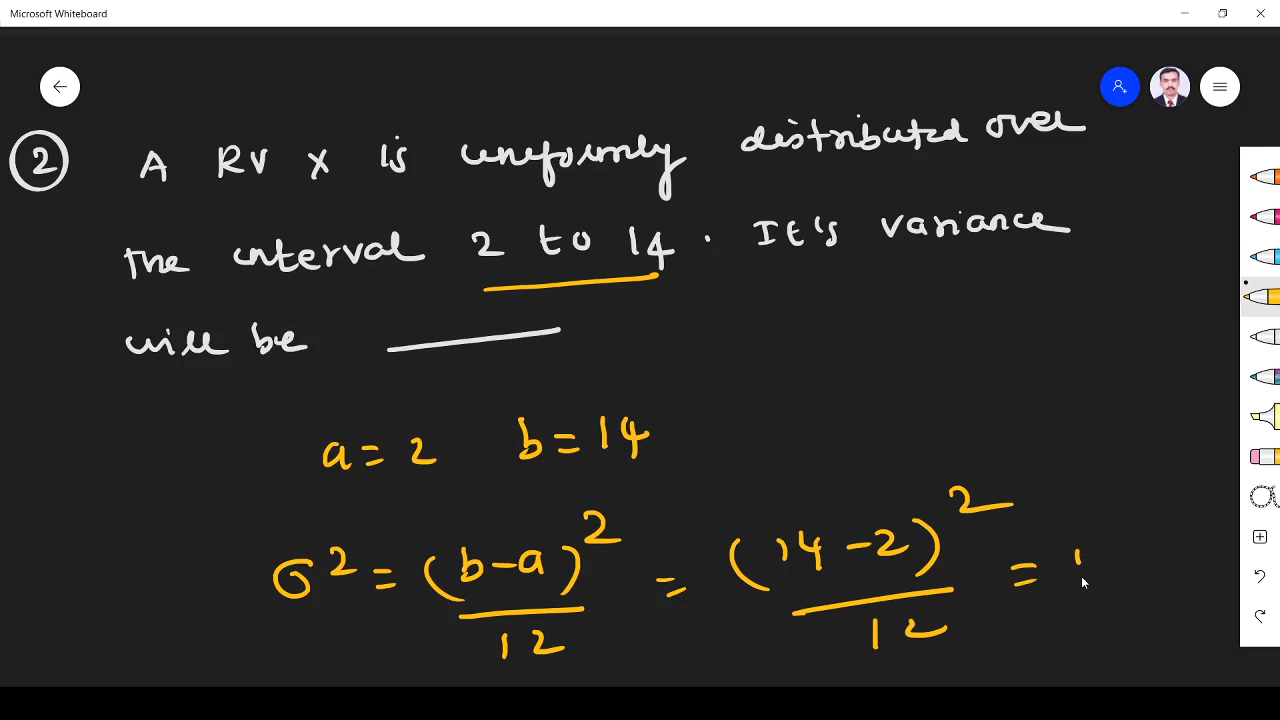 Microsoft Whiteboard
② A RV X is uniformly distributed over
the interval 2 to 14. It's variance
will be ______
a = 2 b = 14
σ² = (b-a)²/12 = (14-2)²/12 = 1